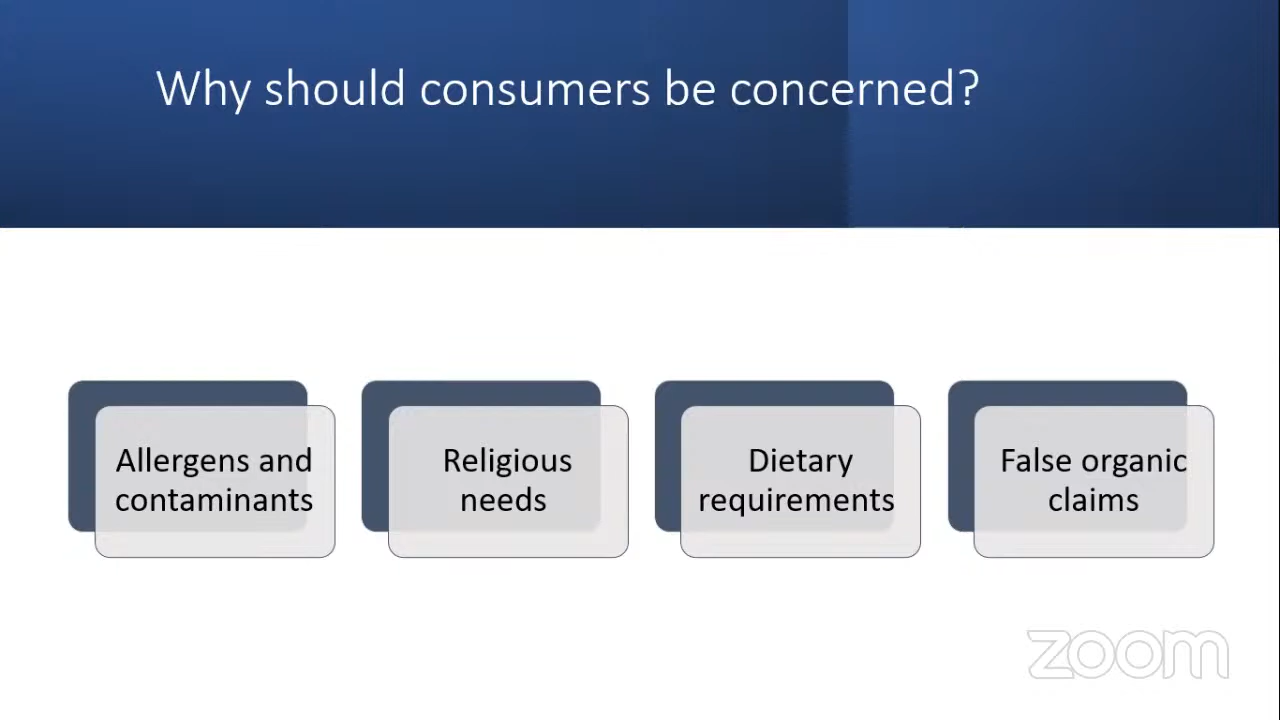 Why should consumers be concerned?
Allergens and
contaminants
Religious
needs
Dietary
requirements
False organic
claims
zoom